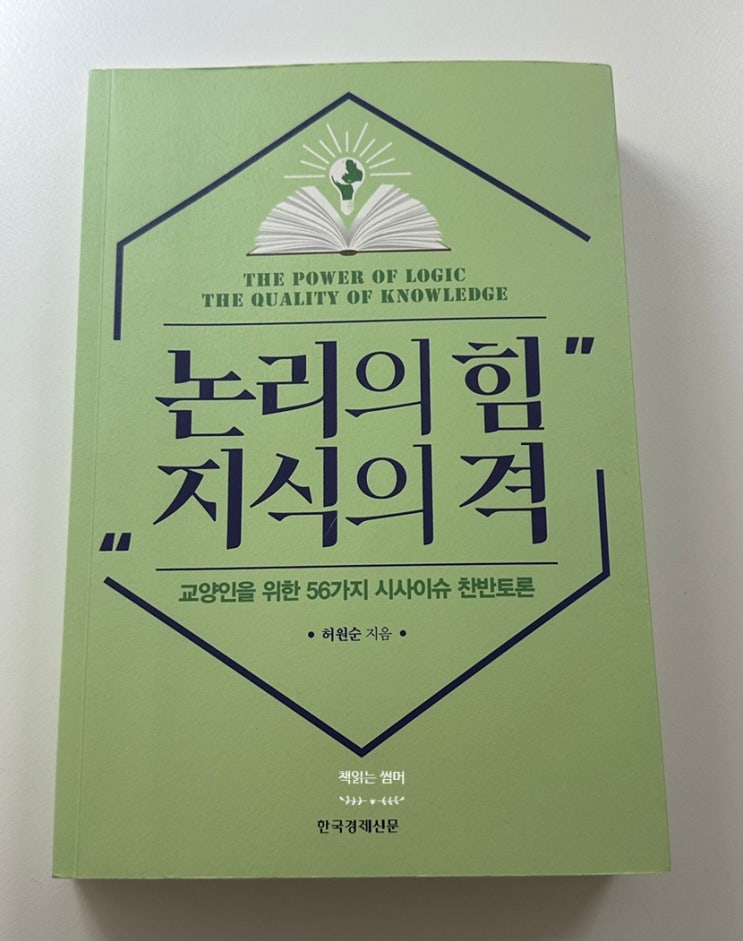 THE POWER OF LOGIC
THE QUALITY OF KNOWLEDGE
논리의 힘"
"지식의 격
교양인을 위한 56가지 시사이슈 찬반토론
• 허원순 지음 •
책읽는 썸머
한국경제신문